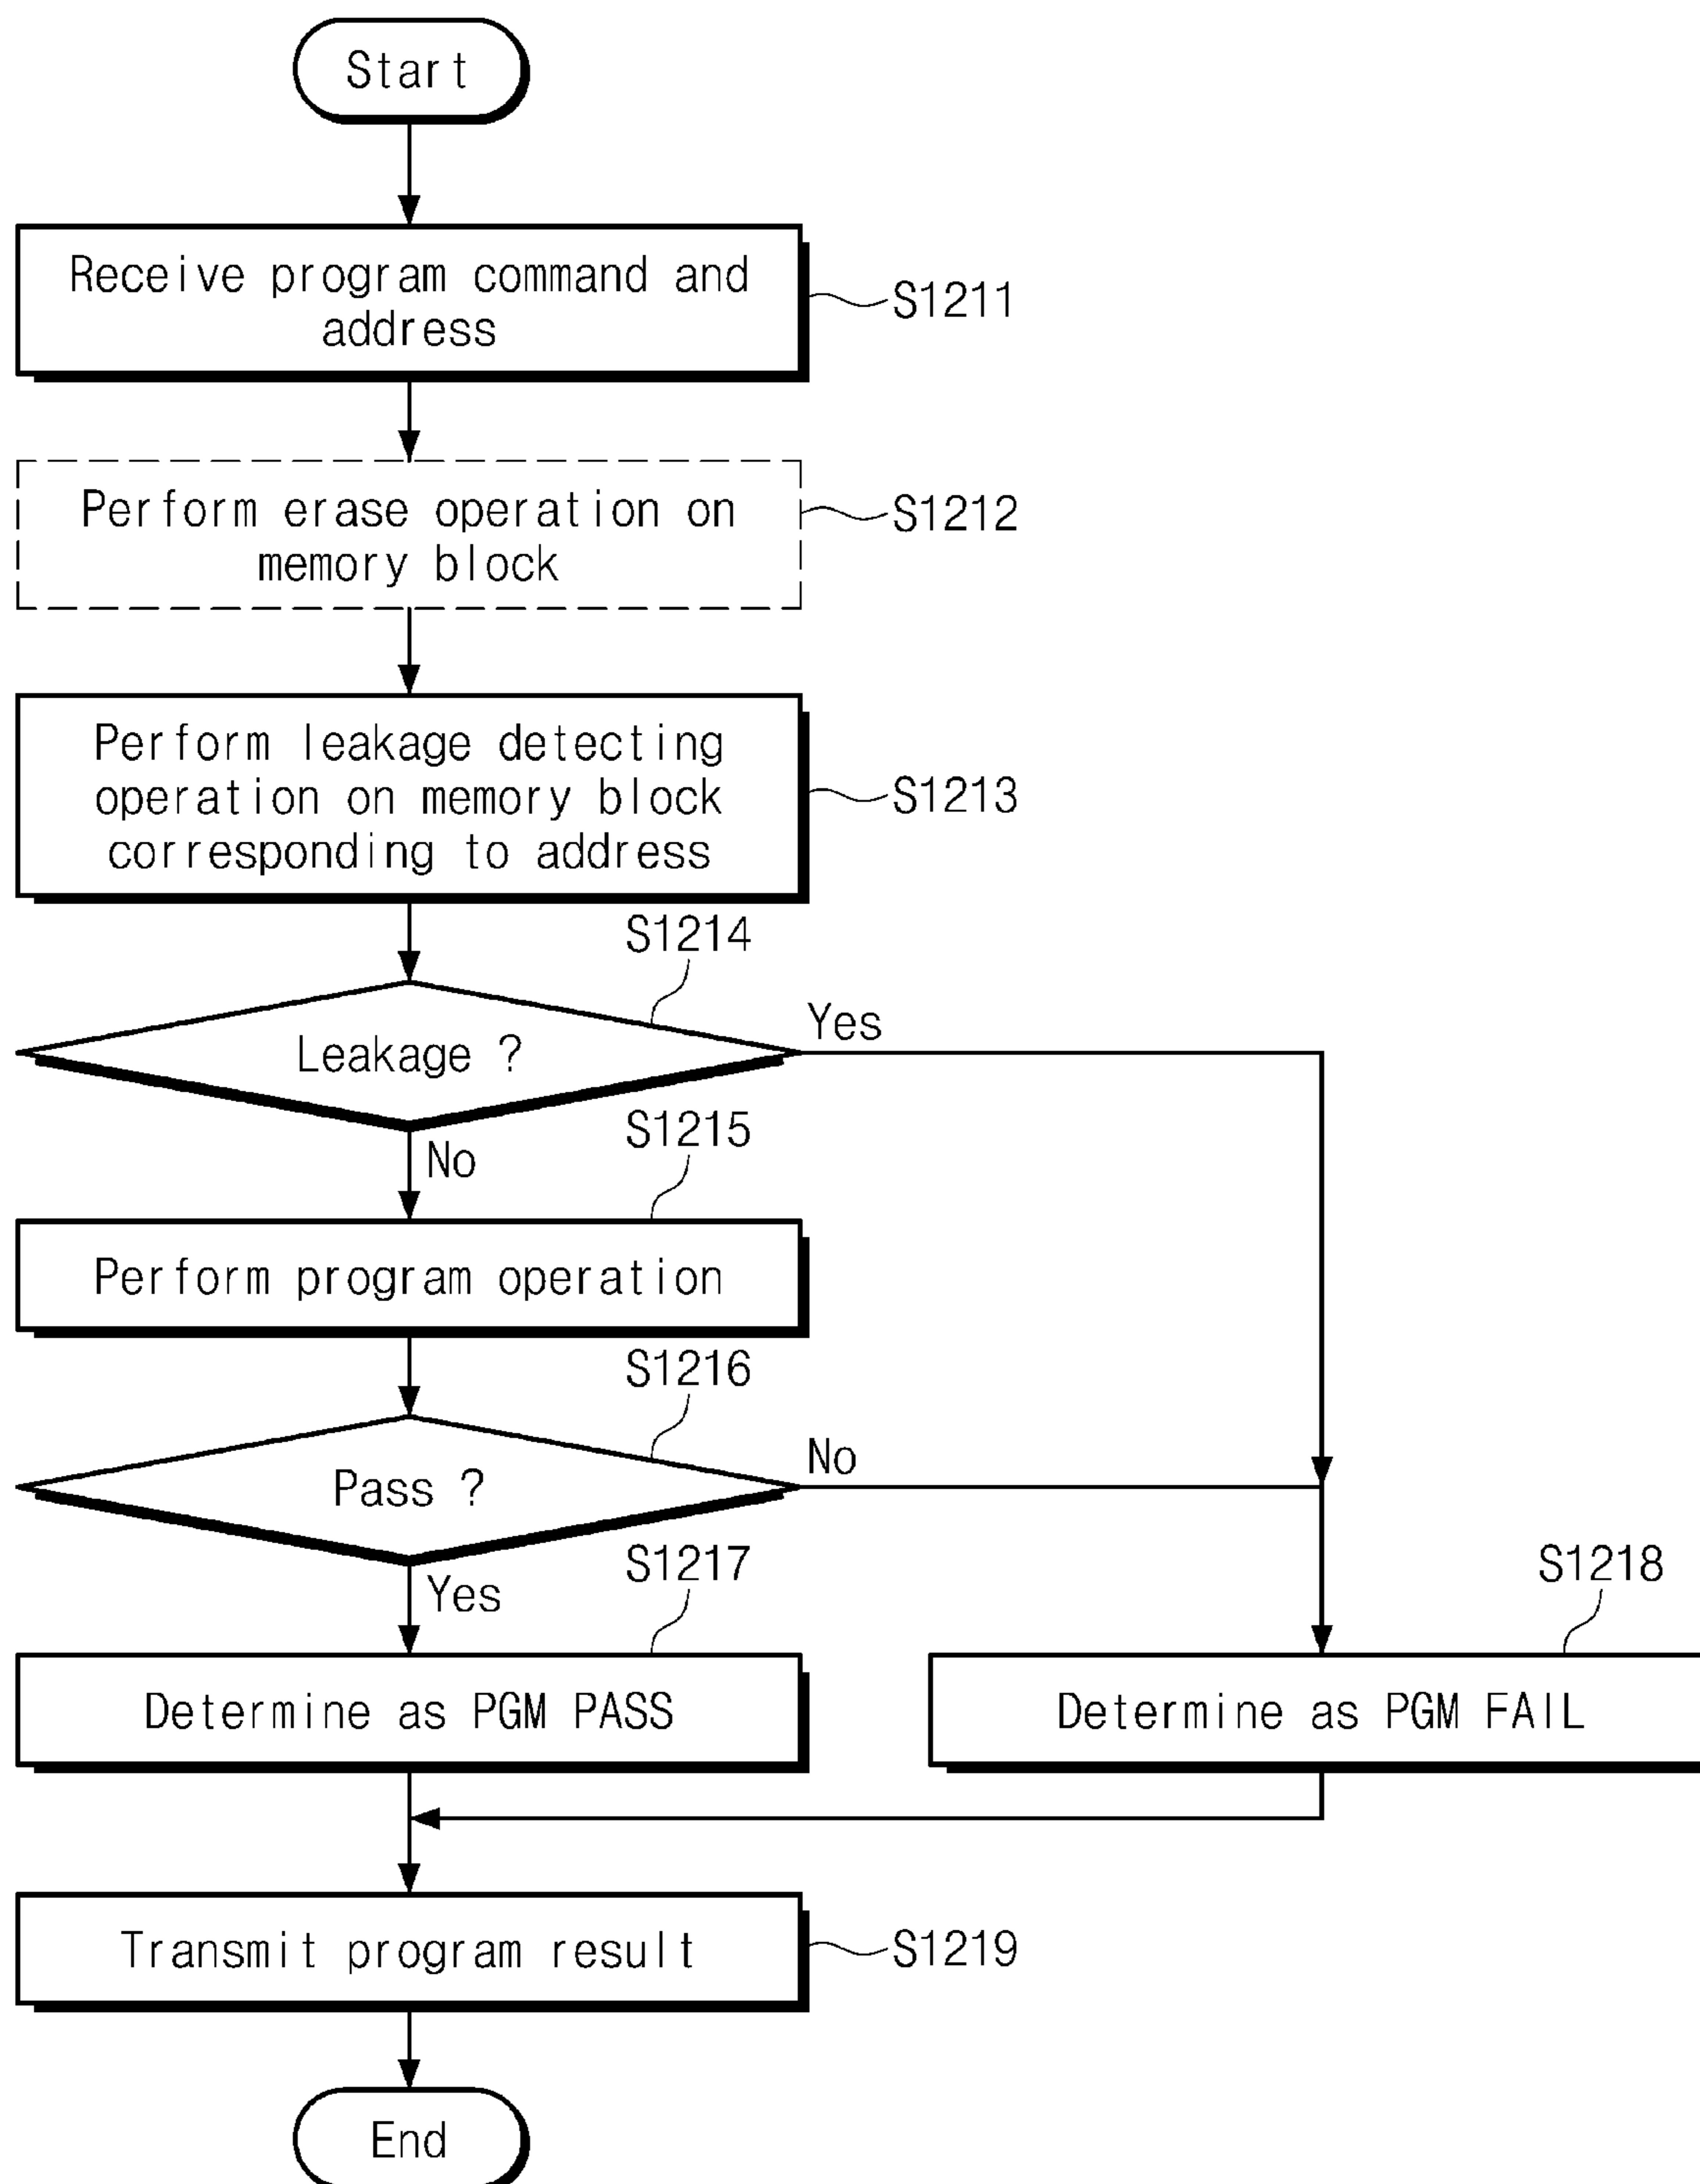 Start
Receive program command and
address
S1211
Perform erase operation on
memory block
S1212
Perform leakage detecting
operation on memory block
corresponding to address
S1213
S1214
Leakage ?
Yes
No
S1215
Perform program operation
S1216
Pass ?
No
Yes
S1217
Determine as PGM PASS
S1218
Determine as PGM FAIL
Transmit program result
S1219
End